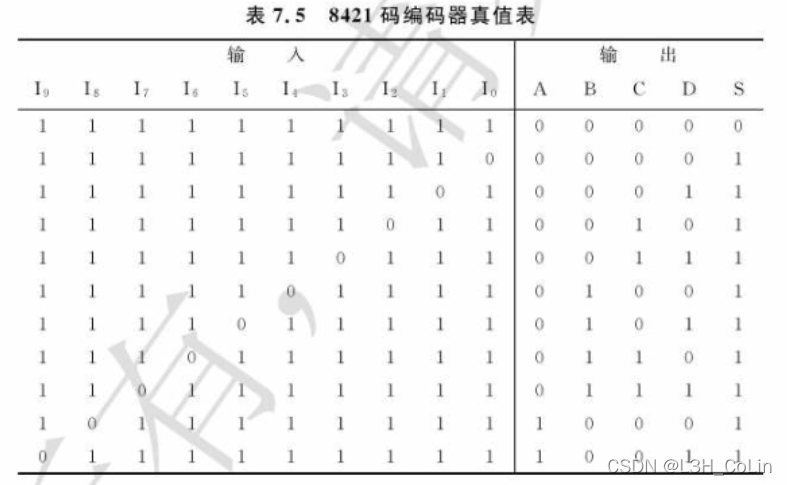 表 7.5 8421 码编码器真值表
输 入 输 出
I₉ I₈ I₇ I₆ I₅ I₄ I₃ I₂ I₁ I₀ A B C D S
1 1 1 1 1 1 1 1 1 1 0 0 0 0 0
1 1 1 1 1 1 1 1 1 0 0 0 0 0 1
1 1 1 1 1 1 1 1 0 1 0 0 0 1 1
1 1 1 1 1 1 1 0 1 1 0 0 1 0 1
1 1 1 1 1 1 0 1 1 1 0 0 1 1 1
1 1 1 1 1 0 1 1 1 1 0 1 0 0 1
1 1 1 1 0 1 1 1 1 1 0 1 0 1 1
1 1 1 0 1 1 1 1 1 1 0 1 1 0 1
1 1 0 1 1 1 1 1 1 1 0 1 1 1 1
1 0 1 1 1 1 1 1 1 1 1 0 0 0 1
0 1 1 1 1 1 1 1 1 1 1 0 0 1 1
有，请
CSDN @L3H_CoLin